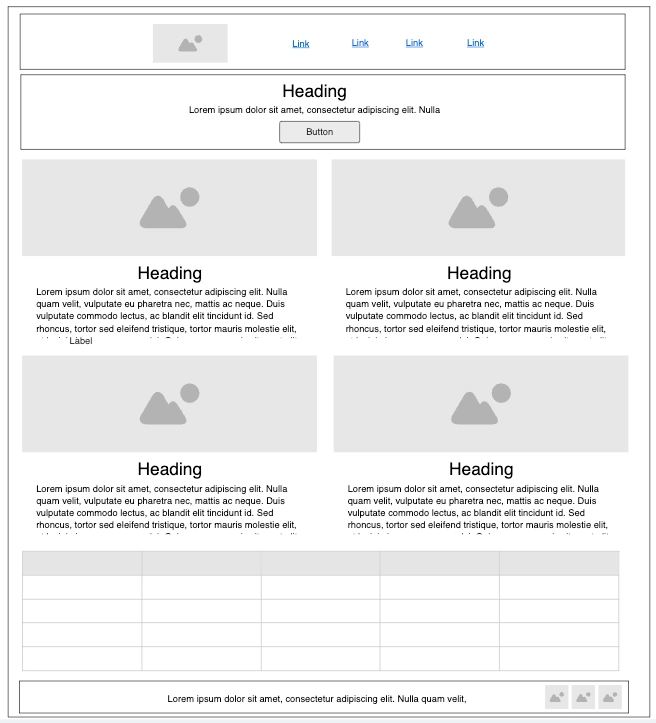 Link Link Link Link
Heading
Lorem ipsum dolor sit amet, consectetur adipiscing elit. Nulla
Button
Heading
Lorem ipsum dolor sit amet, consectetur adipiscing elit. Nulla
quam velit, vulputate eu pharetra nec, mattis ac neque. Duis
vulputate commodo lectus, ac blandit elit tincidunt id. Sed
rhoncus, tortor sed eleifend tristique, tortor mauris molestie elit,
Label
Heading
Lorem ipsum dolor sit amet, consectetur adipiscing elit. Nulla
quam velit, vulputate eu pharetra nec, mattis ac neque. Duis
vulputate commodo lectus, ac blandit elit tincidunt id. Sed
rhoncus, tortor sed eleifend tristique, tortor mauris molestie elit,
Heading
Lorem ipsum dolor sit amet, consectetur adipiscing elit. Nulla
quam velit, vulputate eu pharetra nec, mattis ac neque. Duis
vulputate commodo lectus, ac blandit elit tincidunt id. Sed
rhoncus, tortor sed eleifend tristique, tortor mauris molestie elit,
Heading
Lorem ipsum dolor sit amet, consectetur adipiscing elit. Nulla
quam velit, vulputate eu pharetra nec, mattis ac neque. Duis
vulputate commodo lectus, ac blandit elit tincidunt id. Sed
rhoncus, tortor sed eleifend tristique, tortor mauris molestie elit,
Lorem ipsum dolor sit amet, consectetur adipiscing elit. Nulla quam velit,